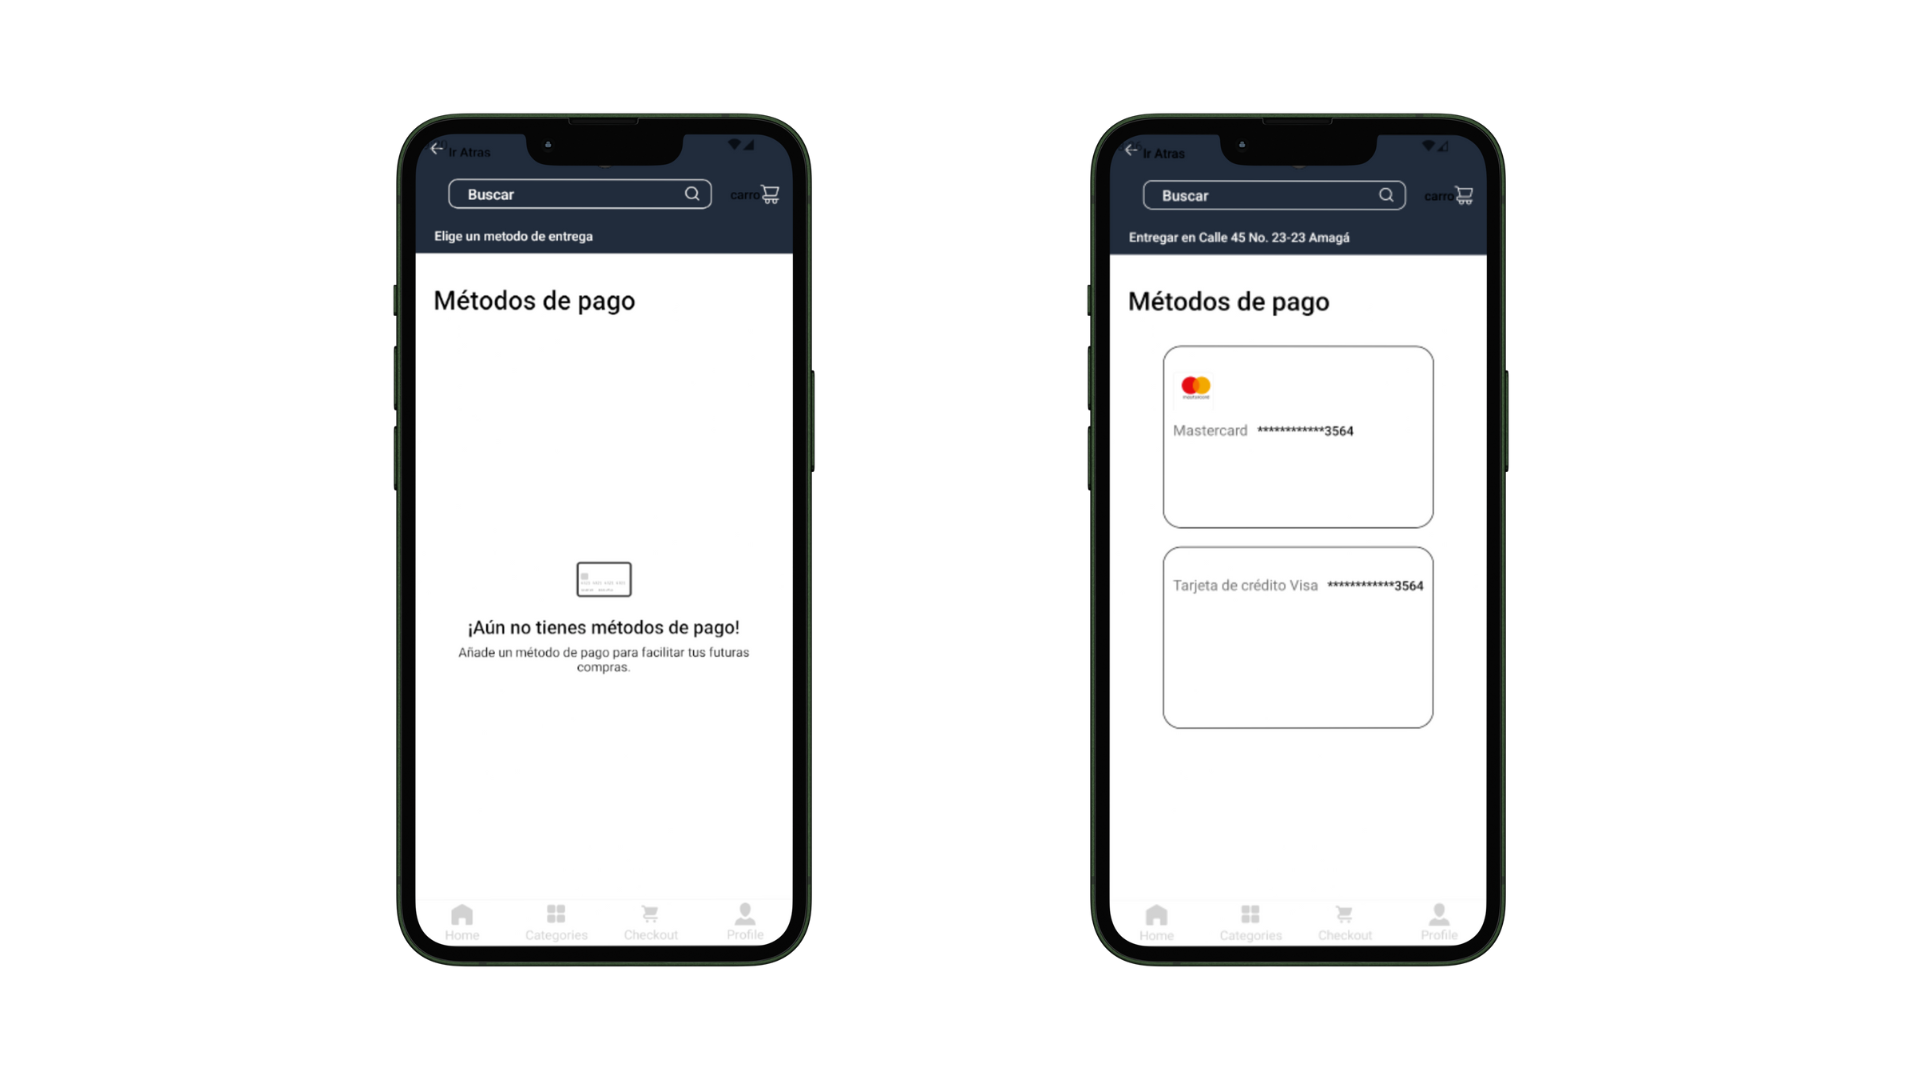 Ir Atras
Buscar
carro
Elige un metodo de entrega
Métodos de pago
¡Aún no tienes métodos de pago!
Añade un método de pago para facilitar tus futuras
compras.
Home
Categories
Checkout
Profile
Ir Atras
Buscar
carro
Entregar en Calle 45 No. 23-23 Amagá
Métodos de pago
mastercard
Mastercard ************3564
Tarjeta de crédito Visa ************3564
Home
Categories
Checkout
Profile